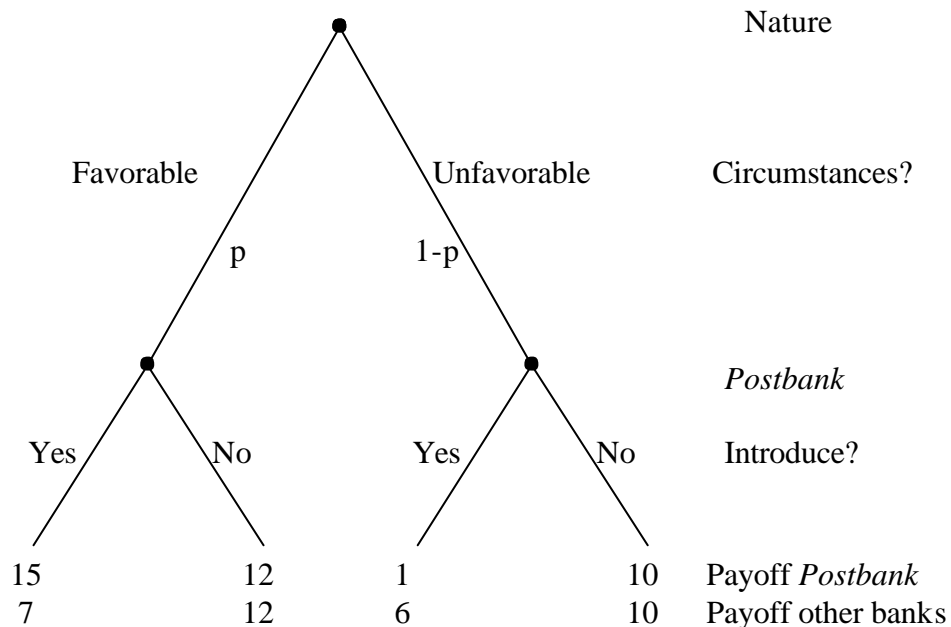 Nature
Favorable Unfavorable Circumstances?
p 1-p
Postbank
Yes No Yes No Introduce?
15 12 1 10 Payoff Postbank
7 12 6 10 Payoff other banks